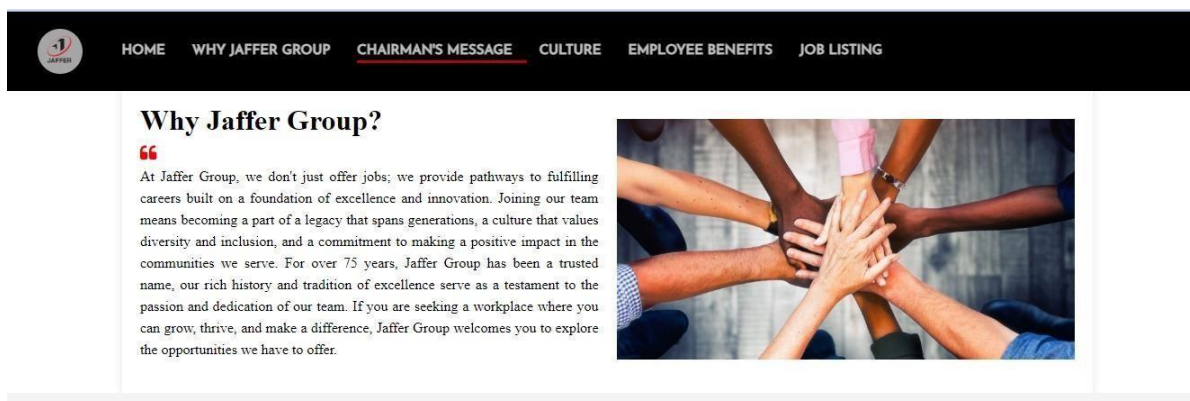 JAFFER
HOME WHY JAFFER GROUP CHAIRMAN'S MESSAGE CULTURE EMPLOYEE BENEFITS JOB LISTING
Why Jaffer Group?
“
At Jaffer Group, we don't just offer jobs; we provide pathways to fulfilling
careers built on a foundation of excellence and innovation. Joining our team
means becoming a part of a legacy that spans generations, a culture that values
diversity and inclusion, and a commitment to making a positive impact in the
communities we serve. For over 75 years, Jaffer Group has been a trusted
name, our rich history and tradition of excellence serve as a testament to the
passion and dedication of our team. If you are seeking a workplace where you
can grow, thrive, and make a difference, Jaffer Group welcomes you to explore
the opportunities we have to offer.